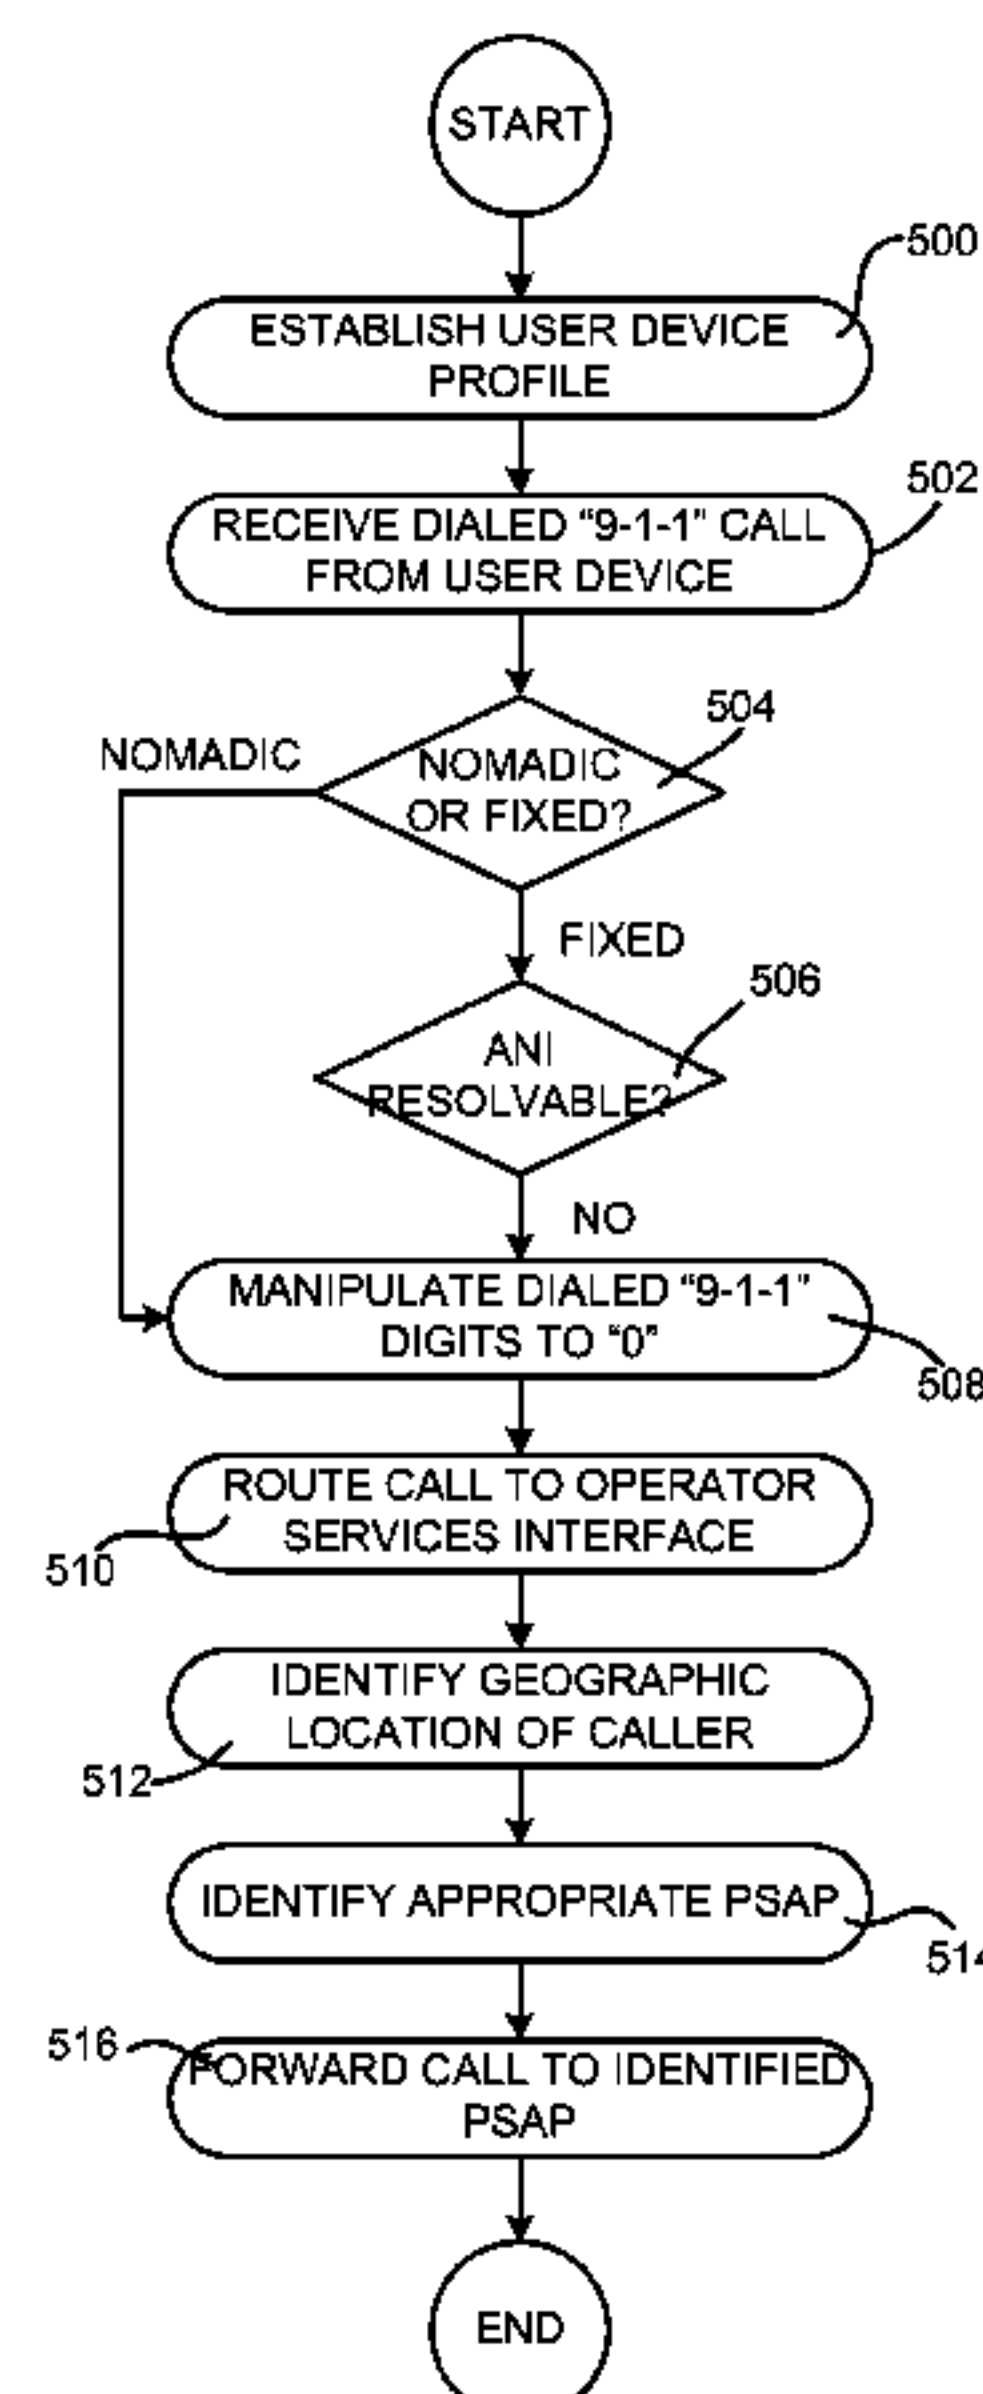 START
500
ESTABLISH USER DEVICE
PROFILE
502
RECEIVE DIALED “9-1-1” CALL
FROM USER DEVICE
504
NOMADIC
NOMADIC
OR FIXED?
FIXED
506
ANI
RESOLVABLE?
NO
MANIPULATE DIALED “9-1-1”
DIGITS TO “0”
508
ROUTE CALL TO OPERATOR
SERVICES INTERFACE
510
IDENTIFY GEOGRAPHIC
LOCATION OF CALLER
512
IDENTIFY APPROPRIATE PSAP
514
516
FORWARD CALL TO IDENTIFIED
PSAP
END